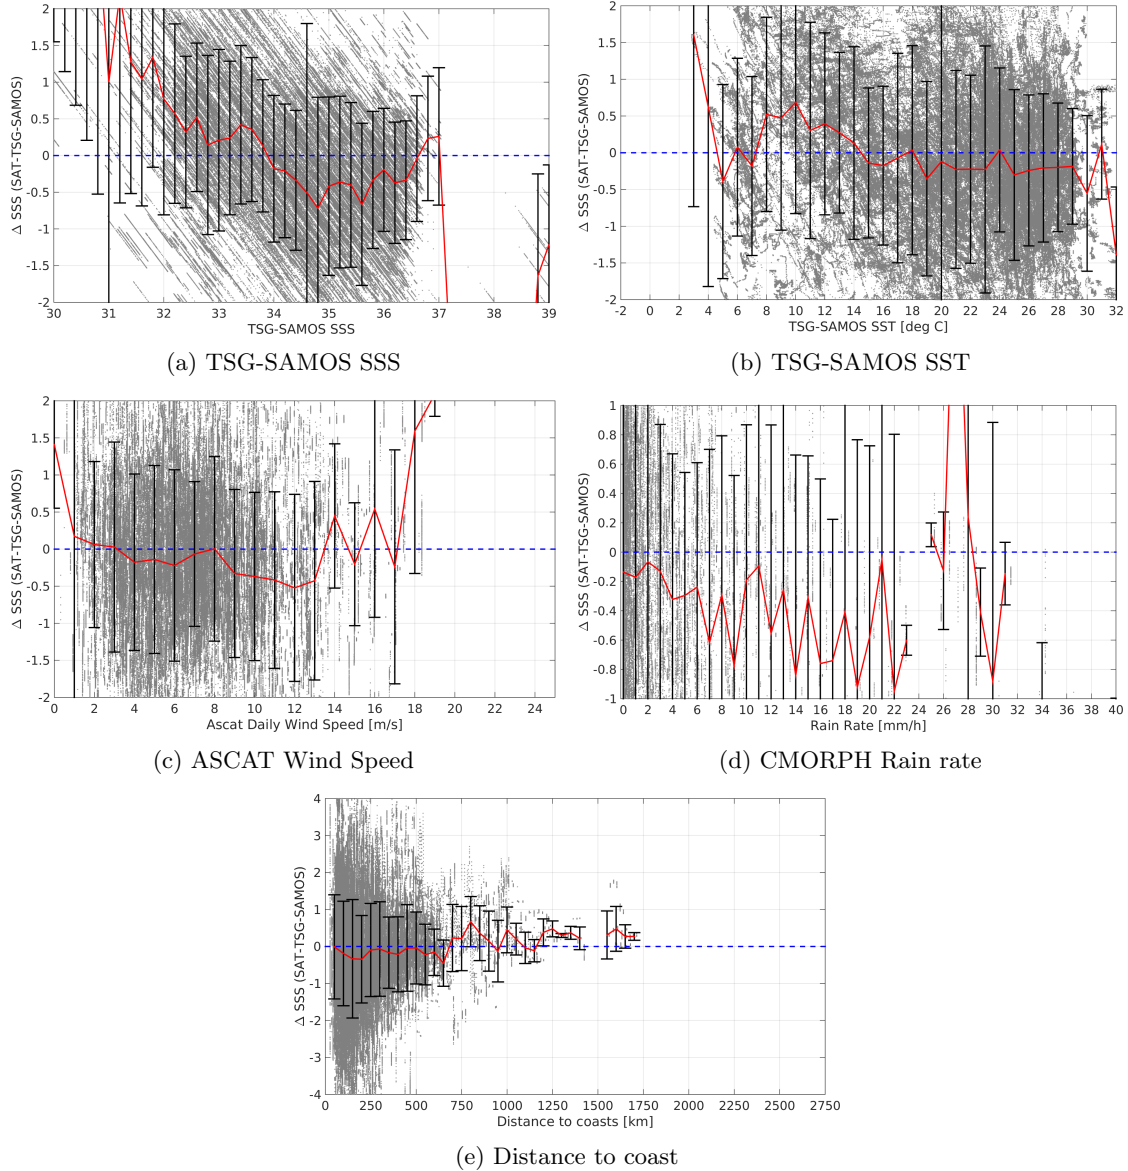 2
1.5
1
0.5
0
-0.5
-1
-1.5
-2
Δ SSS (SAT-TSG-SAMOS)
30 31 32 33 34 35 36 37 38 39
TSG-SAMOS SSS
(a) TSG-SAMOS SSS
2
1.5
1
0.5
0
-0.5
-1
-1.5
-2
Δ SSS (SAT-TSG-SAMOS)
-2 0 2 4 6 8 10 12 14 16 18 20 22 24 26 28 30 32
TSG-SAMOS SST [deg C]
(b) TSG-SAMOS SST
2
1.5
1
0.5
0
-0.5
-1
-1.5
-2
Δ SSS (SAT-TSG-SAMOS)
0 2 4 6 8 10 12 14 16 18 20 22 24
Ascat Daily Wind Speed [m/s]
(c) ASCAT Wind Speed
1
0.8
0.6
0.4
0.2
0
-0.2
-0.4
-0.6
-0.8
-1
Δ SSS (SAT-TSG-SAMOS)
0 2 4 6 8 10 12 14 16 18 20 22 24 26 28 30 32 34 36 38 40
Rain Rate [mm/h]
(d) CMORPH Rain rate
4
3
2
1
0
-1
-2
-3
-4
Δ SSS (SAT-TSG-SAMOS)
0 250 500 750 1000 1250 1500 1750 2000 2250 2500 2750
Distance to coasts [km]
(e) Distance to coast